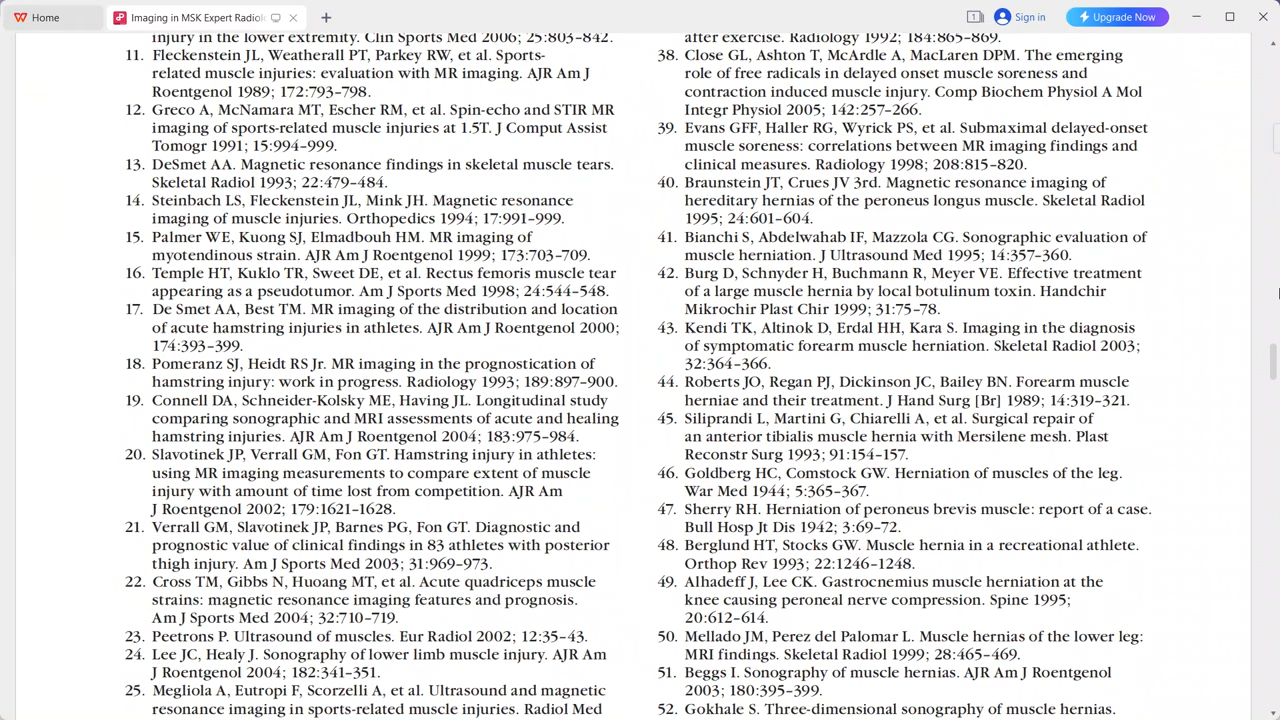 Home
Imaging in MSK Expert Radiol
1
Sign in
Upgrade Now
injury in the lower extremity. Clin Sports Med 2006; 25:803–842.
11. Fleckenstein JL, Weatherall PT, Parkey RW, et al. Sports-
related muscle injuries: evaluation with MR imaging. AJR Am J
Roentgenol 1989; 172:793–798.
12. Greco A, McNamara MT, Escher RM, et al. Spin-echo and STIR MR
imaging of sports-related muscle injuries at 1.5T. J Comput Assist
Tomogr 1991; 15:994–999.
13. DeSmet AA. Magnetic resonance findings in skeletal muscle tears.
Skeletal Radiol 1993; 22:479–484.
14. Steinbach LS, Fleckenstein JL, Mink JH. Magnetic resonance
imaging of muscle injuries. Orthopedics 1994; 17:991–999.
15. Palmer WE, Kuong SJ, Elmadbouh HM. MR imaging of
myotendinous strain. AJR Am J Roentgenol 1999; 173:703–709.
16. Temple HT, Kuklo TR, Sweet DE, et al. Rectus femoris muscle tear
appearing as a pseudotumor. Am J Sports Med 1998; 24:544–548.
17. De Smet AA, Best TM. MR imaging of the distribution and location
of acute hamstring injuries in athletes. AJR Am J Roentgenol 2000;
174:393–399.
18. Pomeranz SJ, Heidt RS Jr. MR imaging in the prognostication of
hamstring injury: work in progress. Radiology 1993; 189:897–900.
19. Connell DA, Schneider-Kolsky ME, Having JL. Longitudinal study
comparing sonographic and MRI assessments of acute and healing
hamstring injuries. AJR Am J Roentgenol 2004; 183:975–984.
20. Slavotinek JP, Verrall GM, Fon GT. Hamstring injury in athletes:
using MR imaging measurements to compare extent of muscle
injury with amount of time lost from competition. AJR Am
J Roentgenol 2002; 179:1621–1628.
21. Verrall GM, Slavotinek JP, Barnes PG, Fon GT. Diagnostic and
prognostic value of clinical findings in 83 athletes with posterior
thigh injury. Am J Sports Med 2003; 31:969–973.
22. Cross TM, Gibbs N, Huoang MT, et al. Acute quadriceps muscle
strains: magnetic resonance imaging features and prognosis.
Am J Sports Med 2004; 32:710–719.
23. Peetrons P. Ultrasound of muscles. Eur Radiol 2002; 12:35–43.
24. Lee JC, Healy J. Sonography of lower limb muscle injury. AJR Am
J Roentgenol 2004; 182:341–351.
25. Megliola A, Eutropi F, Scorzelli A, et al. Ultrasound and magnetic
resonance imaging in sports-related muscle injuries. Radiol Med
after exercise. Radiology 1992; 184:865–869.
38. Close GL, Ashton T, McArdle A, MacLaren DPM. The emerging
role of free radicals in delayed onset muscle soreness and
contraction induced muscle injury. Comp Biochem Physiol A Mol
Integr Physiol 2005; 142:257–266.
39. Evans GFF, Haller RG, Wyrick PS, et al. Submaximal delayed-onset
muscle soreness: correlations between MR imaging findings and
clinical measures. Radiology 1998; 208:815–820.
40. Braunstein JT, Crues JV 3rd. Magnetic resonance imaging of
hereditary hernias of the peroneus longus muscle. Skeletal Radiol
1995; 24:601–604.
41. Bianchi S, Abdelwahab IF, Mazzola CG. Sonographic evaluation of
muscle herniation. J Ultrasound Med 1995; 14:357–360.
42. Burg D, Schnyder H, Buchmann R, Meyer VE. Effective treatment
of a large muscle hernia by local botulinum toxin. Handchir
Mikrochir Plast Chir 1999; 31:75–78.
43. Kendi TK, Altinok D, Erdal HH, Kara S. Imaging in the diagnosis
of symptomatic forearm muscle herniation. Skeletal Radiol 2003;
32:364–366.
44. Roberts JO, Regan PJ, Dickinson JC, Bailey BN. Forearm muscle
herniae and their treatment. J Hand Surg [Br] 1989; 14:319–321.
45. Siliprandi L, Martini G, Chiarelli A, et al. Surgical repair of
an anterior tibialis muscle hernia with Mersilene mesh. Plast
Reconstr Surg 1993; 91:154–157.
46. Goldberg HC, Comstock GW. Herniation of muscles of the leg.
War Med 1944; 5:365–367.
47. Sherry RH. Herniation of peroneus brevis muscle: report of a case.
Bull Hosp Jt Dis 1942; 3:69–72.
48. Berglund HT, Stocks GW. Muscle hernia in a recreational athlete.
Orthop Rev 1993; 22:1246–1248.
49. Alhadeff J, Lee CK. Gastrocnemius muscle herniation at the
knee causing peroneal nerve compression. Spine 1995;
20:612–614.
50. Mellado JM, Perez del Palomar L. Muscle hernias of the lower leg:
MRI findings. Skeletal Radiol 1999; 28:465–469.
51. Beggs I. Sonography of muscle hernias. AJR Am J Roentgenol
2003; 180:395–399.
52. Gokhale S. Three-dimensional sonography of muscle hernias.